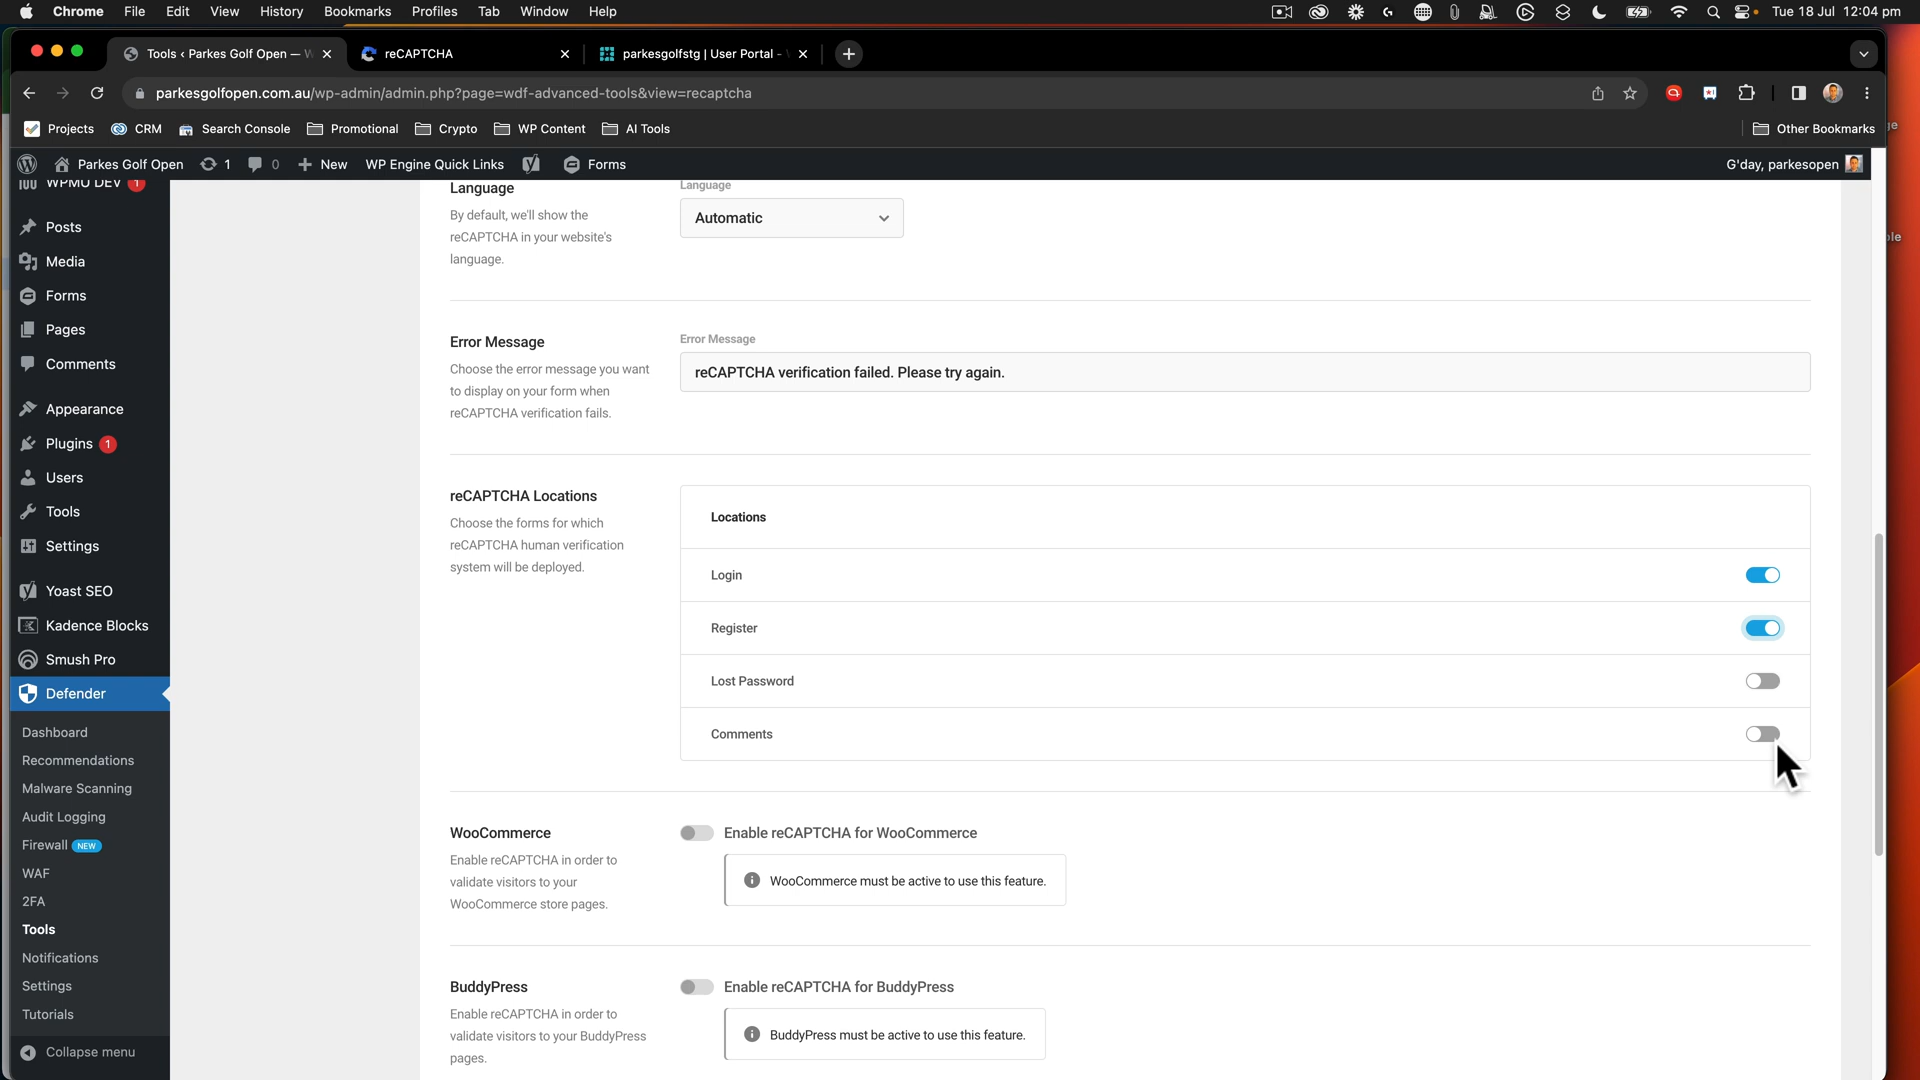 Chrome File Edit View History Bookmarks Profiles Tab Window Help
Tue 18 Jul 12:04 pm
Tools ‹ Parkes Golf Open —
reCAPTCHA
parkesgolfstg | User Portal -
parkesgolfopen.com.au/wp-admin/admin.php?page=wdf-advanced-tools&view=recaptcha
Projects CRM Search Console Promotional Crypto WP Content AI Tools Other Bookmarks
Parkes Golf Open 1 0 New WP Engine Quick Links Forms G'day, parkesopen
WPMU DEV 1
Posts
Media
Forms
Pages
Comments
Appearance
Plugins 1
Users
Tools
Settings
Yoast SEO
Kadence Blocks
Smush Pro
Defender
Dashboard
Recommendations
Malware Scanning
Audit Logging
Firewall NEW
WAF
2FA
Tools
Notifications
Settings
Tutorials
Collapse menu
Language
By default, we'll show the
reCAPTCHA in your website's
language.
Language
Automatic
Error Message
Choose the error message you want
to display on your form when
reCAPTCHA verification fails.
Error Message
reCAPTCHA verification failed. Please try again.
reCAPTCHA Locations
Choose the forms for which
reCAPTCHA human verification
system will be deployed.
Locations
Login
Register
Lost Password
Comments
WooCommerce
Enable reCAPTCHA in order to
validate visitors to your
WooCommerce store pages.
Enable reCAPTCHA for WooCommerce
WooCommerce must be active to use this feature.
BuddyPress
Enable reCAPTCHA in order to
validate visitors to your BuddyPress
pages.
Enable reCAPTCHA for BuddyPress
BuddyPress must be active to use this feature.